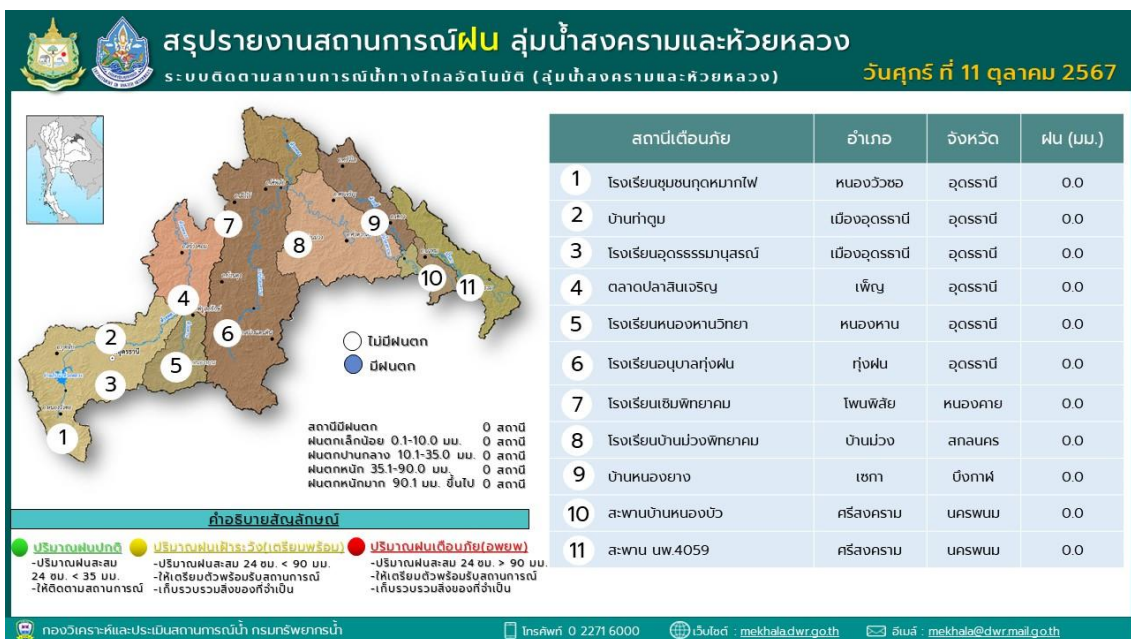 สรุปรายงานสถานการณ์ฝน ลุ่มน้ำสงครามและห้วยหลวง
ระบบติดตามสถานการณ์น้ำทางไกลอัตโนมัติ (ลุ่มน้ำสงครามและห้วยหลวง)
วันศุกร์ ที่ 11 ตุลาคม 2567
สถานีเตือนภัย อำเภอ จังหวัด ฝน (มม.)
1 โรงเรียนชุมชนกุดหมากไฟ หนองวัวซอ อุดรธานี 0.0
2 บ้านท่าตูม เมืองอุดรธานี อุดรธานี 0.0
3 โรงเรียนอุดรธรรมานุสรณ์ เมืองอุดรธานี อุดรธานี 0.0
4 ตลาดปลาสินเจริญ เพ็ญ อุดรธานี 0.0
5 โรงเรียนหนองหานวิทยา หนองหาน อุดรธานี 0.0
6 โรงเรียนอนุบาลทุ่งฝน ทุ่งฝน อุดรธานี 0.0
7 โรงเรียนเซิมพิทยาคม โพนพิสัย หนองคาย 0.0
8 โรงเรียนบ้านม่วงพิทยาคม บ้านม่วง สกลนคร 0.0
9 บ้านหนองยาง เซกา บึงกาฬ 0.0
10 สะพานบ้านหนองบัว ศรีสงคราม นครพนม 0.0
11 สะพาน นพ.4059 ศรีสงคราม นครพนม 0.0
7
9
8
10
11
4
2
6
5
3
1
ไม่มีฝนตก
มีฝนตก
สถานีมีฝนตก 0 สถานี
ฝนตกเล็กน้อย 0.1-10.0 มม. 0 สถานี
ฝนตกปานกลาง 10.1-35.0 มม. 0 สถานี
ฝนตกหนัก 35.1-90.0 มม. 0 สถานี
ฝนตกหนักมาก 90.1 มม. ขึ้นไป 0 สถานี
คำอธิบายสัญลักษณ์
ปริมาณฝนปกติ
-ปริมาณฝนสะสม
24 ชม. < 35 มม.
-ให้ติดตามสถานการณ์
ปริมาณฝนเฝ้าระวัง(เตรียมพร้อม)
-ปริมาณฝนสะสม 24 ชม. < 90 มม.
-ให้เตรียมตัวพร้อมรับสถานการณ์
-เก็บรวบรวมสิ่งของที่จำเป็น
ปริมาณฝนเตือนภัย(อพยพ)
-ปริมาณฝนสะสม 24 ชม. > 90 มม.
-ให้เตรียมตัวพร้อมรับสถานการณ์
-เก็บรวบรวมสิ่งของที่จำเป็น
กองวิเคราะห์และประเมินสถานการณ์น้ำ กรมทรัพยากรน้ำ
โทรศัพท์ 0 2271 6000
เว็บไซต์ : mekhala.dwr.go.th
อีเมล์ : mekhala@dwr.mail.go.th